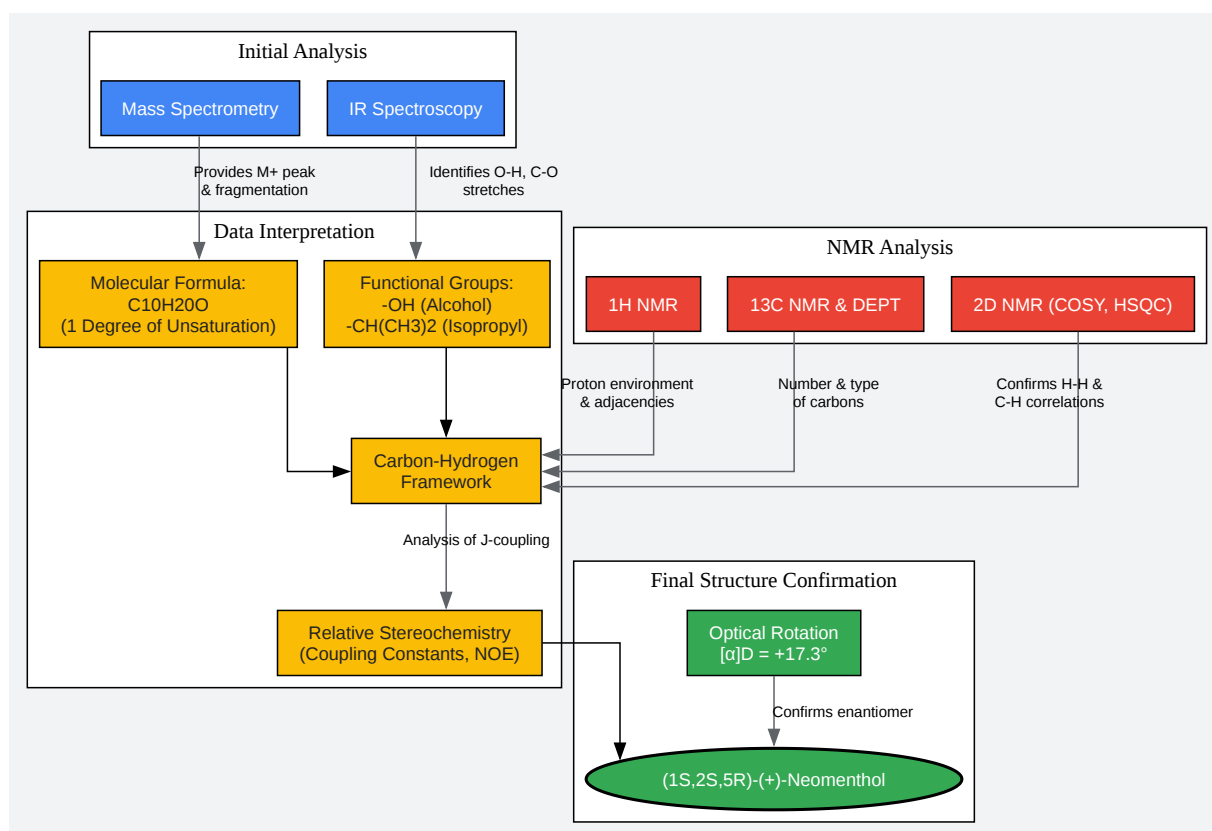 Initial Analysis
Mass Spectrometry
IR Spectroscopy
Provides M+ peak
& fragmentation
Identifies O-H, C-O
stretches
Data Interpretation
Molecular Formula:
C10H20O
(1 Degree of Unsaturation)
Functional Groups:
-OH (Alcohol)
-CH(CH3)2 (Isopropyl)
NMR Analysis
1H NMR
13C NMR & DEPT
2D NMR (COSY, HSQC)
Proton environment
& adjacencies
Number & type
of carbons
Confirms H-H &
C-H correlations
Carbon-Hydrogen
Framework
Analysis of J-coupling
Relative Stereochemistry
(Coupling Constants, NOE)
Final Structure Confirmation
Optical Rotation
[α]D = +17.3°
Confirms enantiomer
(1S,2S,5R)-(+)-Neomenthol